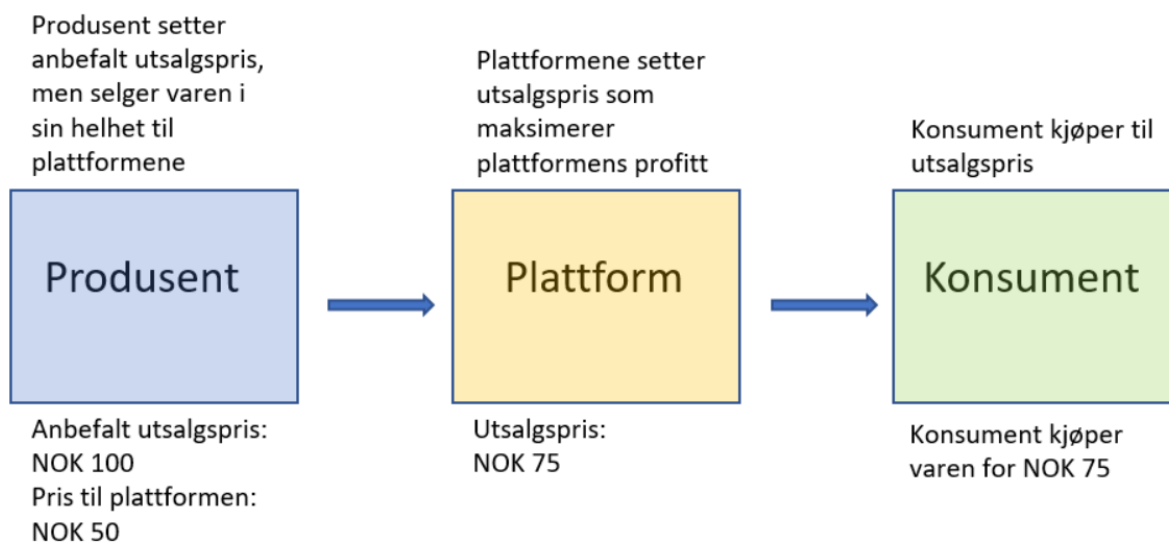 Produsent setter
anbefalt utsalgspris,
men selger varen i
sin helhet til
plattformene
Produsent
Anbefalt utsalgspris:
NOK 100
Pris til plattformen:
NOK 50
Plattformene setter
utsalgspris som
maksimerer
plattformens profitt
Plattform
Utsalgspris:
NOK 75
Konsument kjøper til
utsalgspris
Konsument
Konsument kjøper
varen for NOK 75